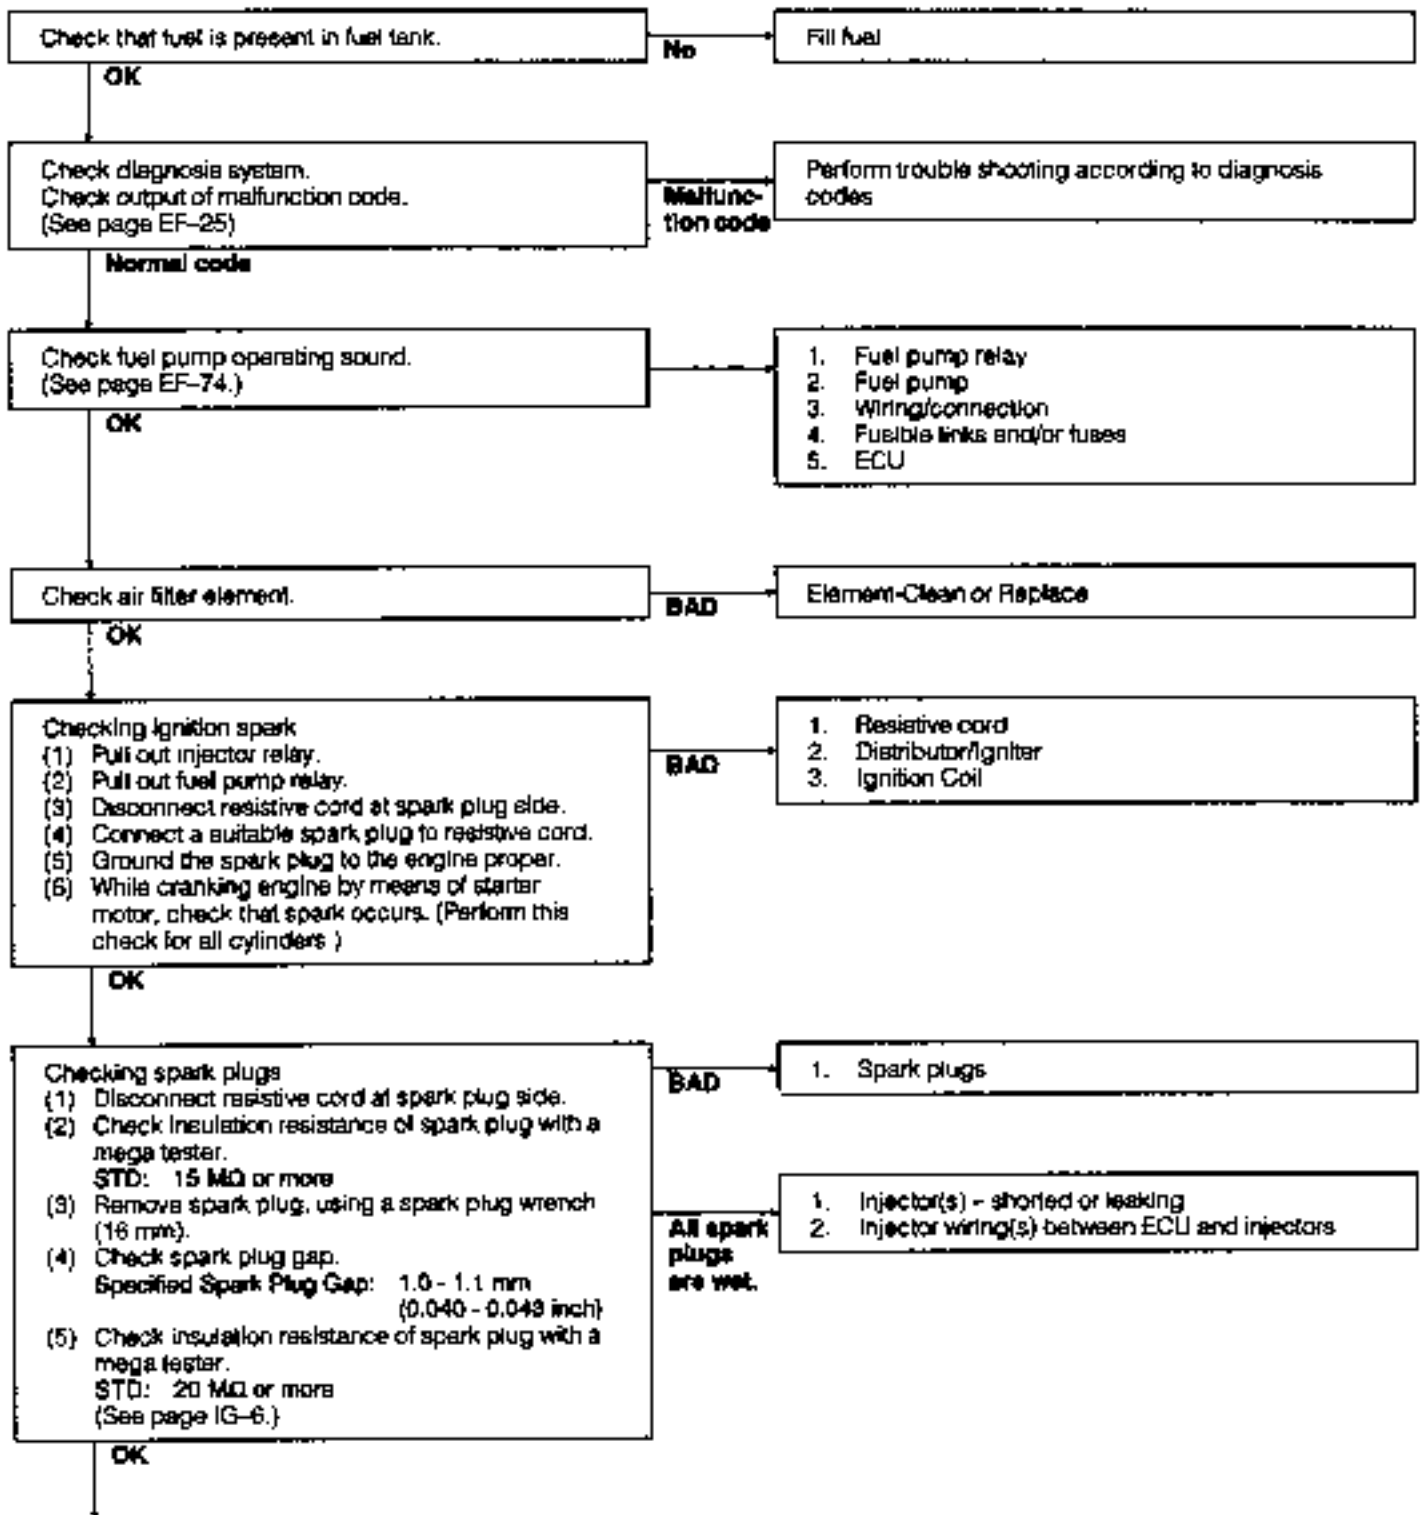 Check that fuel is present in fuel tank.
No
Fill fuel
OK
Check diagnosis system.
Check output of malfunction code.
(See page EF–25)
Malfunc-
tion code
Perform trouble shooting according to diagnosis
codes
Normal code
Check fuel pump operating sound.
(See page EF–74.)
1. Fuel pump relay
2. Fuel pump
3. Wiring/connection
4. Fusible links and/or fuses
5. ECU
OK
Check air filter element.
BAD
Element-Clean or Replace
OK
Checking ignition spark
(1) Pull out injector relay.
(2) Pull out fuel pump relay.
(3) Disconnect resistive cord at spark plug side.
(4) Connect a suitable spark plug to resistive cord.
(5) Ground the spark plug to the engine proper.
(6) While cranking engine by means of starter
motor, check that spark occurs. (Perform this
check for all cylinders.)
BAD
1. Resistive cord
2. Distributor/Igniter
3. Ignition Coil
OK
Checking spark plugs
(1) Disconnect resistive cord at spark plug side.
(2) Check insulation resistance of spark plug with a
mega tester.
STD: 15 MΩ or more
(3) Remove spark plug, using a spark plug wrench
(16 mm).
(4) Check spark plug gap.
Specified Spark Plug Gap: 1.0 - 1.1 mm
(0.040 - 0.043 inch)
(5) Check insulation resistance of spark plug with a
mega tester.
STD: 20 MΩ or more
(See page IG–6.)
BAD
1. Spark plugs
All spark
plugs
are wet.
1. Injector(s) – shorted or leaking
2. Injector wiring(s) between ECU and injectors
OK